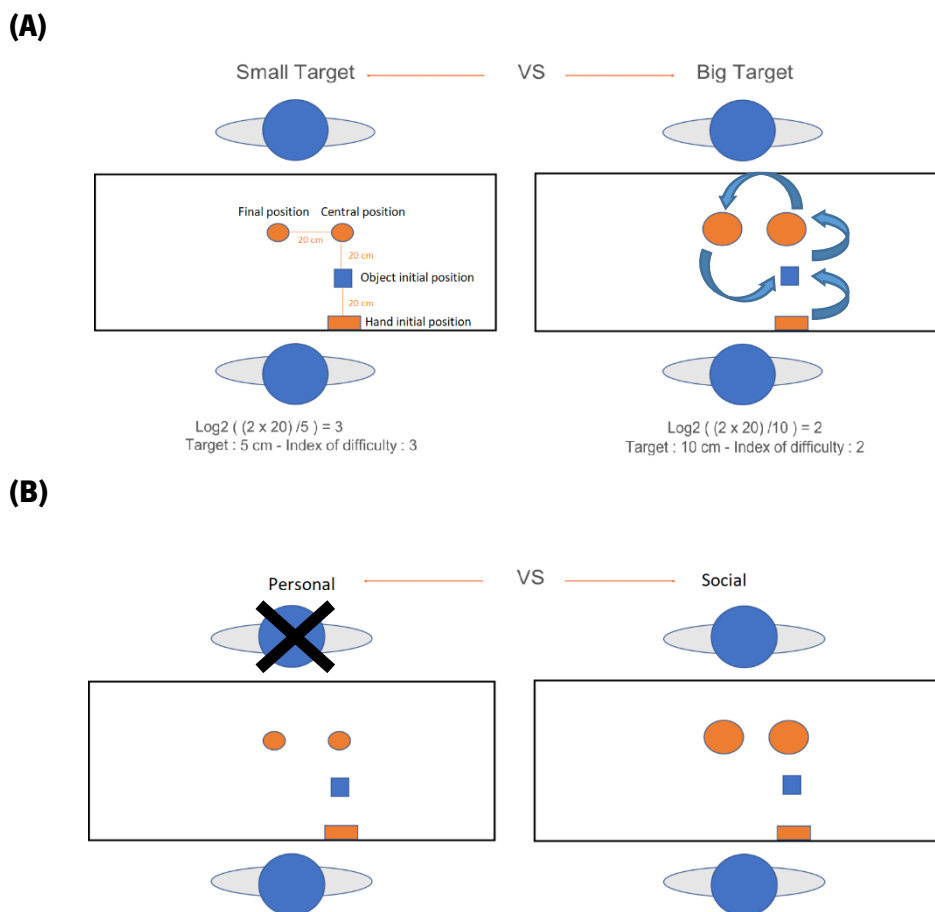 (A)
Small Target VS Big Target
Final position Central position
20 cm
20 cm
Object initial position
20 cm
Hand initial position
Log2 ( (2 x 20) /5 ) = 3
Target : 5 cm - Index of difficulty : 3
Log2 ( (2 x 20) /10 ) = 2
Target : 10 cm - Index of difficulty : 2
(B)
Personal VS Social